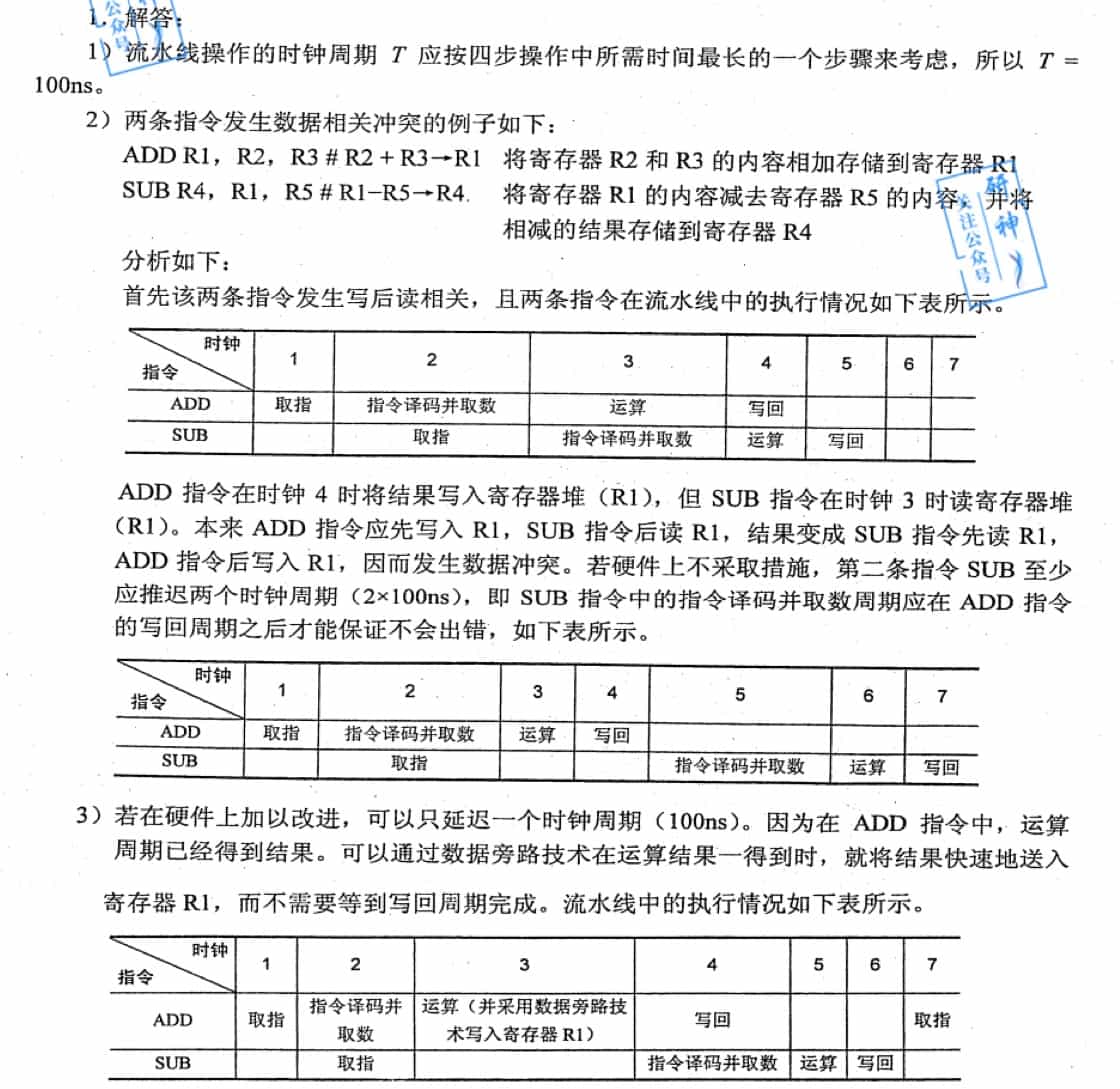 1. 解答:
1）流水线操作的时钟周期 T 应按四步操作中所需时间最长的一个步骤来考虑，所以 T =
100ns。
2）两条指令发生数据相关冲突的例子如下：
ADD R1，R2，R3 # R2 + R3→R1 将寄存器 R2 和 R3 的内容相加存储到寄存器 R1
SUB R4，R1，R5 # R1−R5→R4. 将寄存器 R1 的内容减去寄存器 R5 的内容，并将
相减的结果存储到寄存器 R4
分析如下：
首先该两条指令发生写后读相关，且两条指令在流水线中的执行情况如下表所示。
时钟
指令 1 2 3 4 5 6 7
ADD 取指 指令译码并取数 运算 写回
SUB 取指 指令译码并取数 运算 写回
ADD 指令在时钟 4 时将结果写入寄存器堆（R1），但 SUB 指令在时钟 3 时读寄存器堆
（R1）。本来 ADD 指令应先写入 R1，SUB 指令后读 R1，结果变成 SUB 指令先读 R1，
ADD 指令后写入 R1，因而发生数据冲突。若硬件上不采取措施，第二条指令 SUB 至少
应推迟两个时钟周期（2×100ns），即 SUB 指令中的指令译码并取数周期应在 ADD 指令
的写回周期之后才能保证不会出错，如下表所示。
时钟
指令 1 2 3 4 5 6 7
ADD 取指 指令译码并取数 运算 写回
SUB 取指 指令译码并取数 运算 写回
3）若在硬件上加以改进，可以只延迟一个时钟周期（100ns）。因为在 ADD 指令中，运算
周期已经得到结果。可以通过数据旁路技术在运算结果一得到时，就将结果快速地送入
寄存器 R1，而不需要等到写回周期完成。流水线中的执行情况如下表所示。
时钟
指令 1 2 3 4 5 6 7
ADD 取指 指令译码并取数 运算（并采用数据旁路技术写入寄存器 R1） 写回 取指
SUB 取指 指令译码并取数 运算 写回
公众号
研神
关注公众号